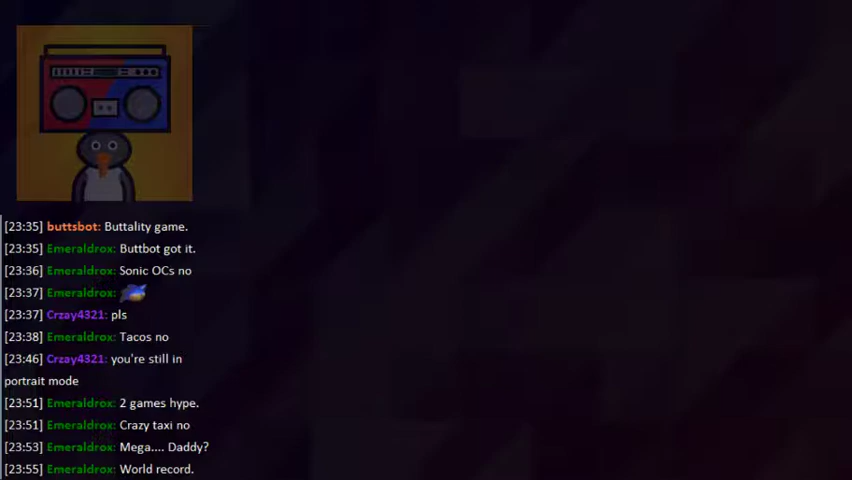 [23:35] buttsbot: Buttality game.
[23:35] Emeraldrox: Buttbot got it.
[23:36] Emeraldrox: Sonic OCs no
[23:37] Emeraldrox:
[23:37] Crzay4321: pls
[23:38] Emeraldrox: Tacos no
[23:46] Crzay4321: you're still in
portrait mode
[23:51] Emeraldrox: 2 games hype.
[23:51] Emeraldrox: Crazy taxi no
[23:53] Emeraldrox: Mega.... Daddy?
[23:55] Emeraldrox: World record.